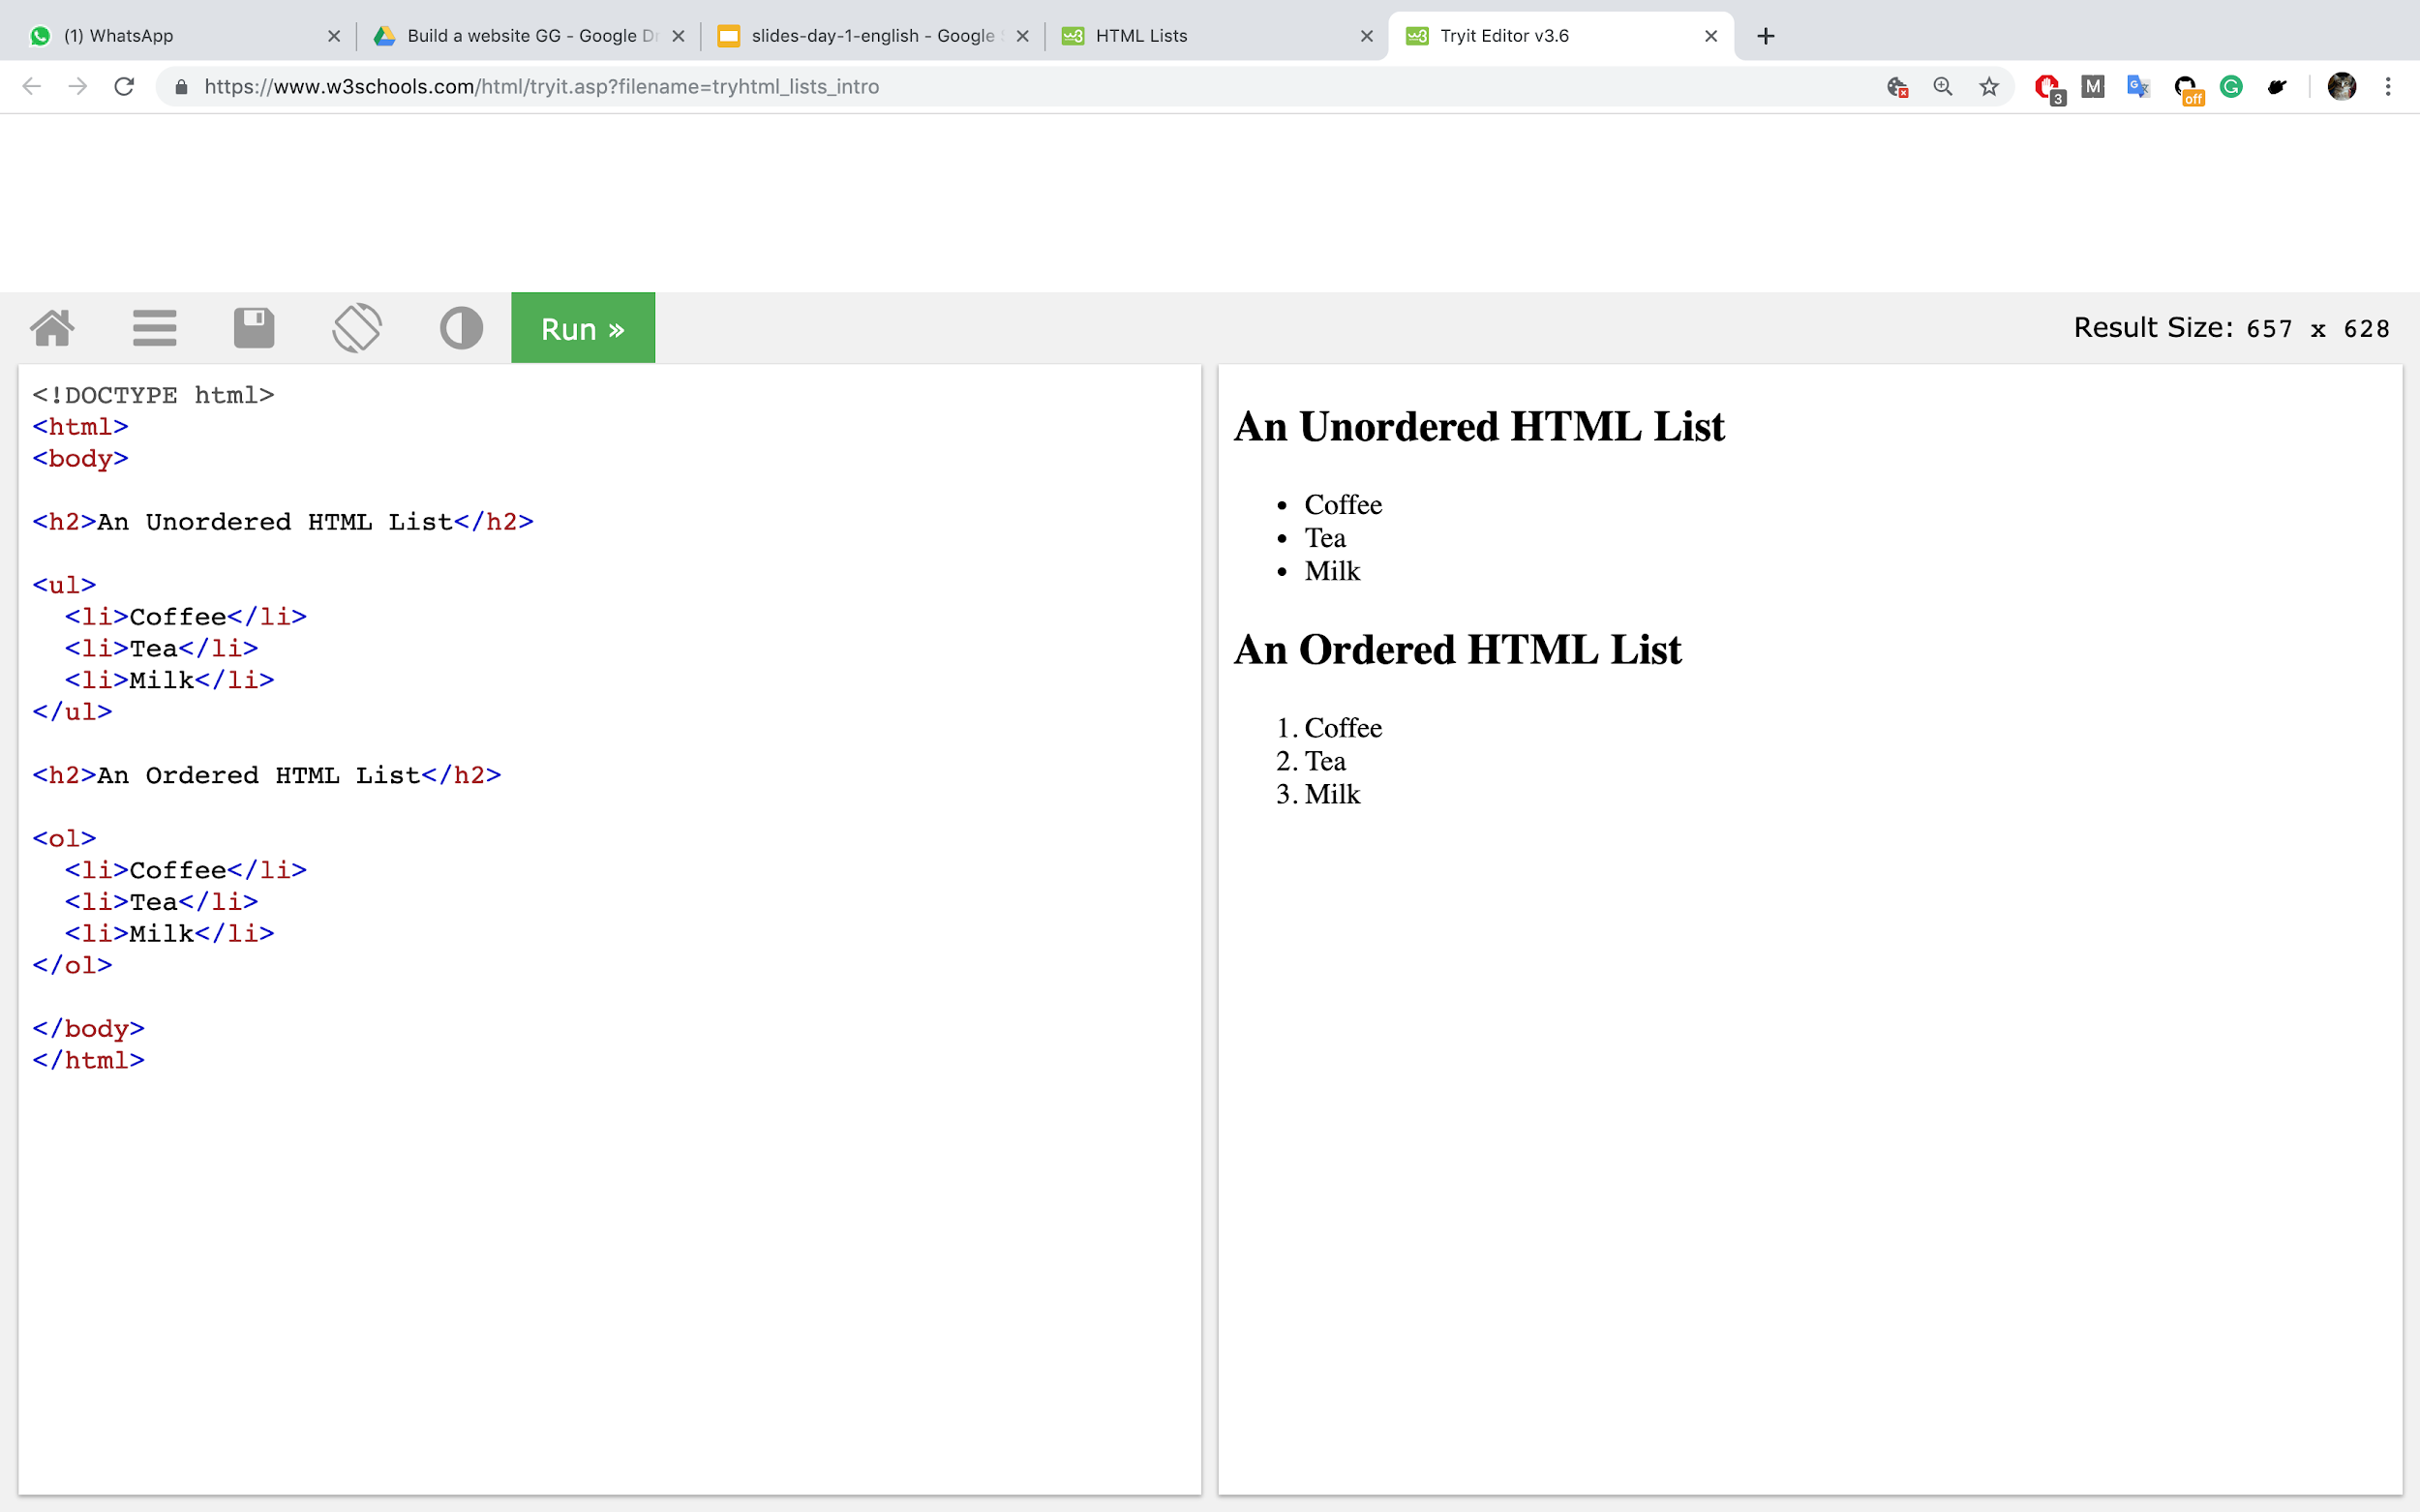 (1) WhatsApp
Build a website GG - Google Dr
slides-day-1-english - Google S
HTML Lists
Tryit Editor v3.6
https://www.w3schools.com/html/tryit.asp?filename=tryhtml_lists_intro
3
M
G
off
G
Run »
Result Size: 657 x 628
<!DOCTYPE html>
<html>
<body>
<h2>An Unordered HTML List</h2>
<ul>
<li>Coffee</li>
<li>Tea</li>
<li>Milk</li>
</ul>
<h2>An Ordered HTML List</h2>
<ol>
<li>Coffee</li>
<li>Tea</li>
<li>Milk</li>
</ol>
</body>
</html>
An Unordered HTML List
• Coffee
• Tea
• Milk
An Ordered HTML List
1. Coffee
2. Tea
3. Milk